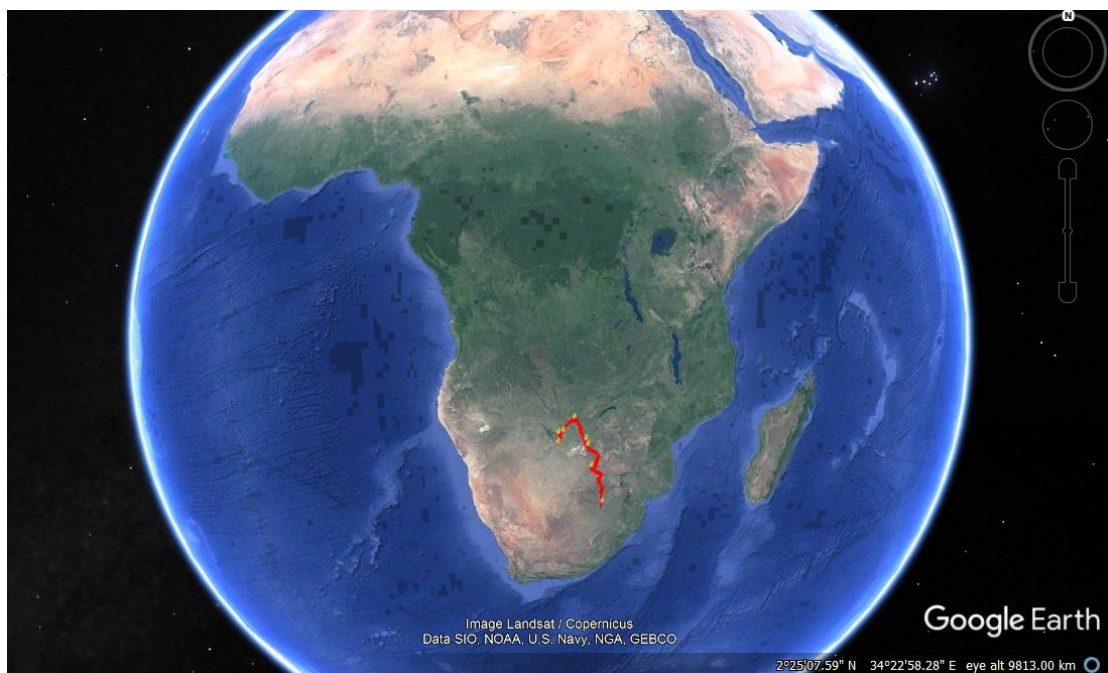 N
Image Landsat / Copernicus
Data SIO, NOAA, U.S. Navy, NGA, GEBCO
Google Earth
2°25'07.59" N 34°22'58.28" E eye alt 9813.00 km